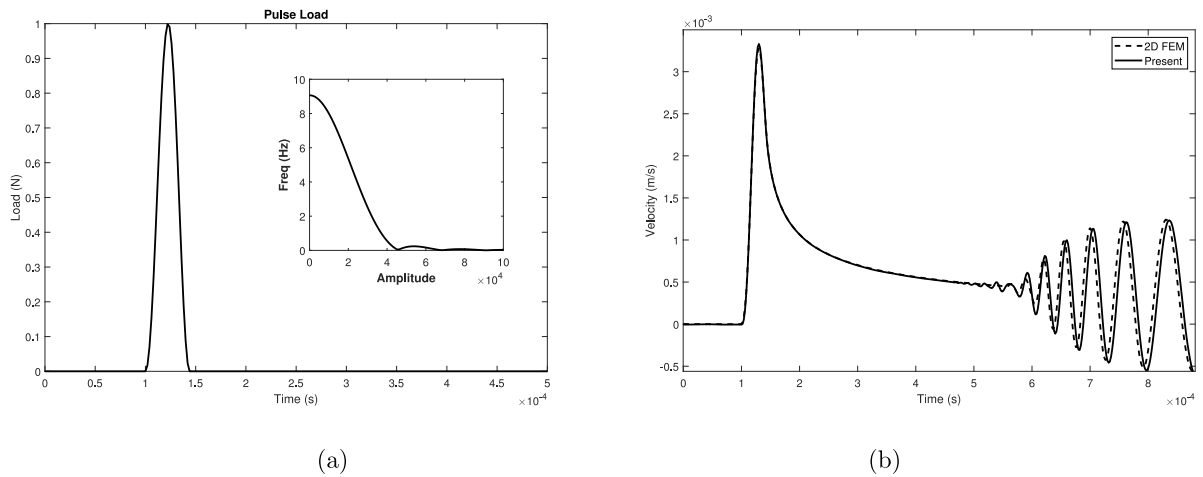 Pulse Load
1
0.9
0.8
0.7
0.6
0.5
0.4
0.3
0.2
0.1
0
Load (N)
0 0.5 1 1.5 2 2.5 3 3.5 4 4.5 5
Time (s)
×10⁻⁴
10
8
6
4
2
0
Freq (Hz)
0 2 4 6 8 10
Amplitude
×10⁴
(a)
×10⁻³
3
2.5
2
1.5
1
0.5
0
-0.5
Velocity (m/s)
2D FEM
Present
0 1 2 3 4 5 6 7 8
Time (s)
×10⁻⁴
(b)